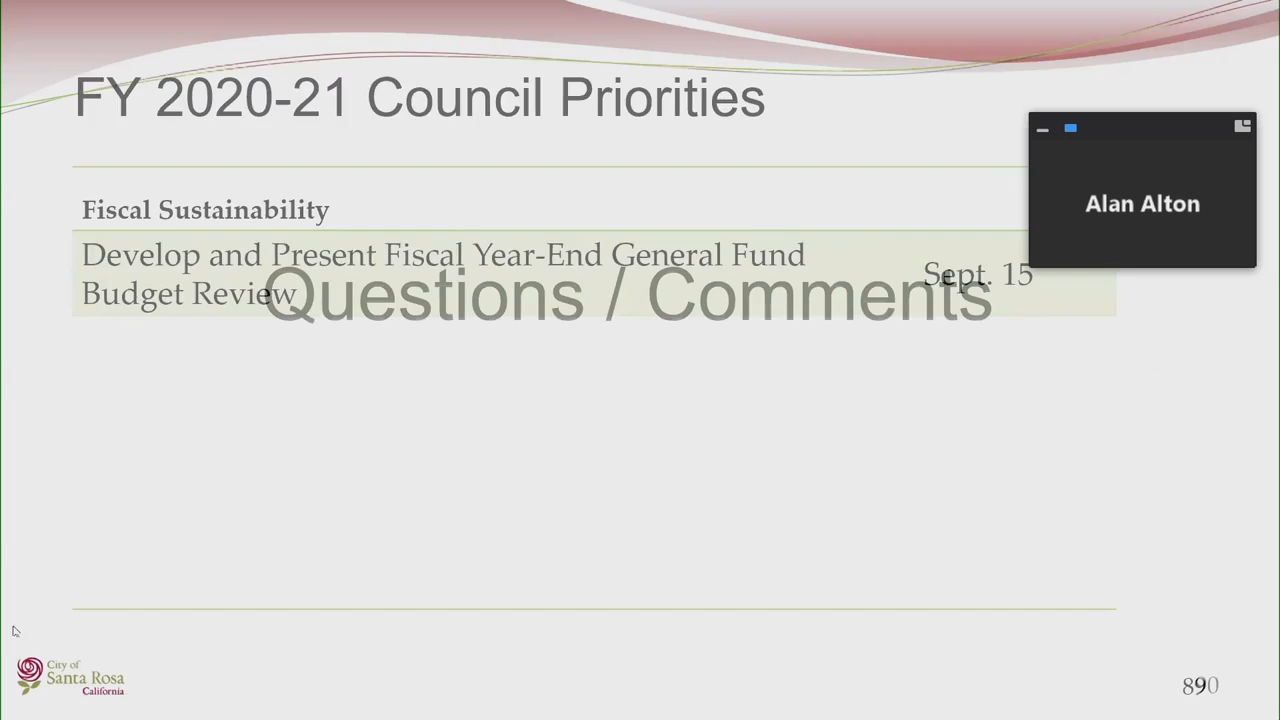 FY 2020-21 Council Priorities
Alan Alton
Fiscal Sustainability
Develop and Present Fiscal Year-End General Fund
Budget Review
Sept. 15
Questions / Comments
City of
Santa Rosa
California